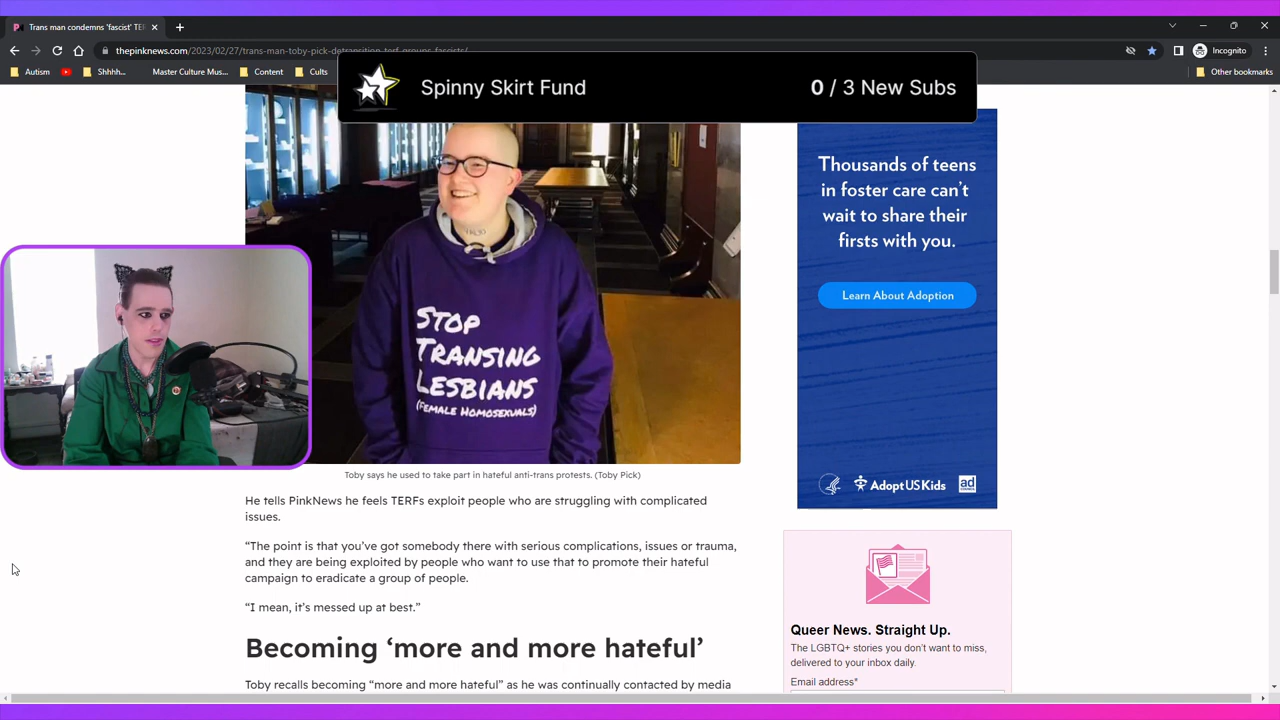 Trans man condemns 'fascist' TE
thepinknews.com/2023/02/27/trans-man-toby-pick-detransition-terf-groups-fascists/
Incognito
Autism
Shhhh...
Master Culture Mus...
Content
Cults
Other bookmarks
Spinny Skirt Fund
0 / 3 New Subs
STOP
TRANSING
LESBIANS
(FEMALE HOMOSEXUALS)
Toby says he used to take part in hateful anti-trans protests. (Toby Pick)
He tells PinkNews he feels TERFs exploit people who are struggling with complicated
issues.
“The point is that you’ve got somebody there with serious complications, issues or trauma,
and they are being exploited by people who want to use that to promote their hateful
campaign to eradicate a group of people.
“I mean, it’s messed up at best.”
Becoming ‘more and more hateful’
Toby recalls becoming “more and more hateful” as he was continually contacted by media
Thousands of teens
in foster care can’t
wait to share their
firsts with you.
Learn About Adoption
AdoptUSKids
ad
Queer News. Straight Up.
The LGBTQ+ stories you don’t want to miss,
delivered to your inbox daily.
Email address*